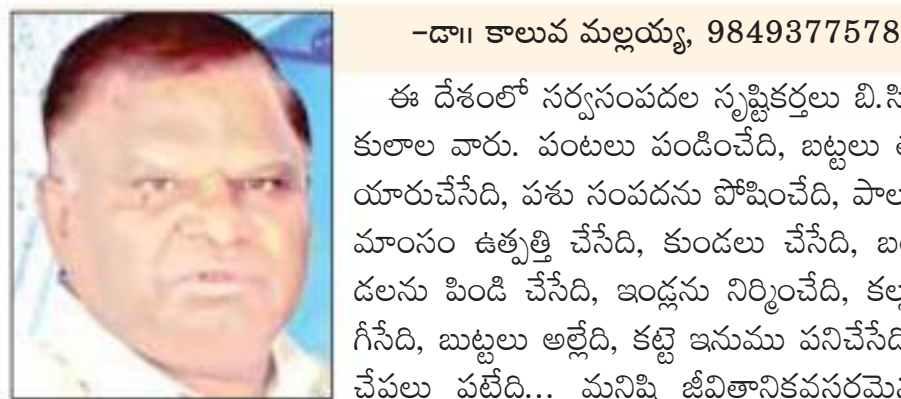 -డా॥ కాలువ మల్లయ్య, 9849377578
ఈ దేశంలో సర్వసంపదల సృష్టికర్తలు బి.సి
కులాల వారు. పంటలు పండించేది, బట్టలు
యారుచేసేది, పశు సంపదను పోషించేది,
మాంసం ఉత్పత్తి చేసేది, కుండలు చేసేది,
డలను పిండి చేసేది, ఇండ్లను నిర్మించేది,
గీసేది, బుట్టలు అల్లేది, కట్టె ఇనుము పనిచేసేది
చేపలు పట్టేది... మనిషి